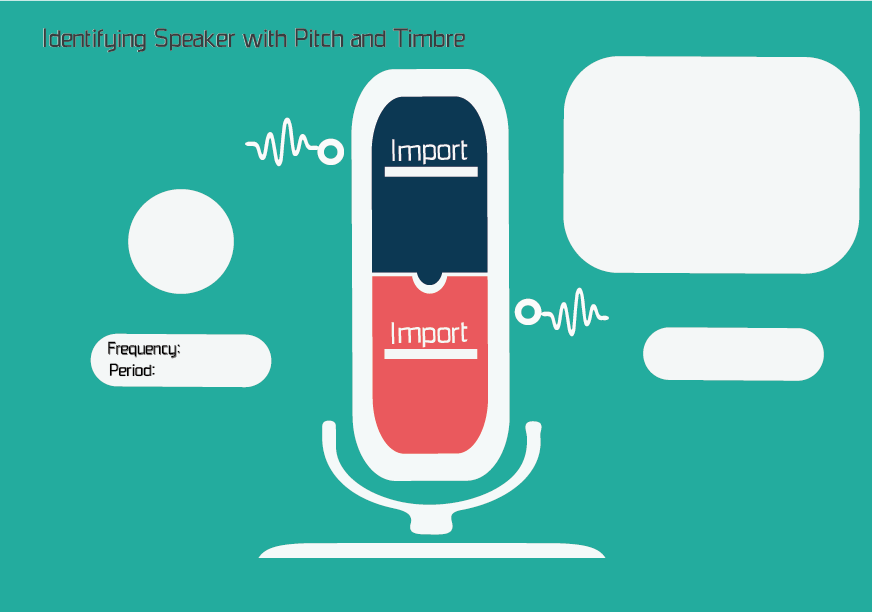 Identifying Speaker with Pitch and Timbre
Import
Import
Frequency:
Period: